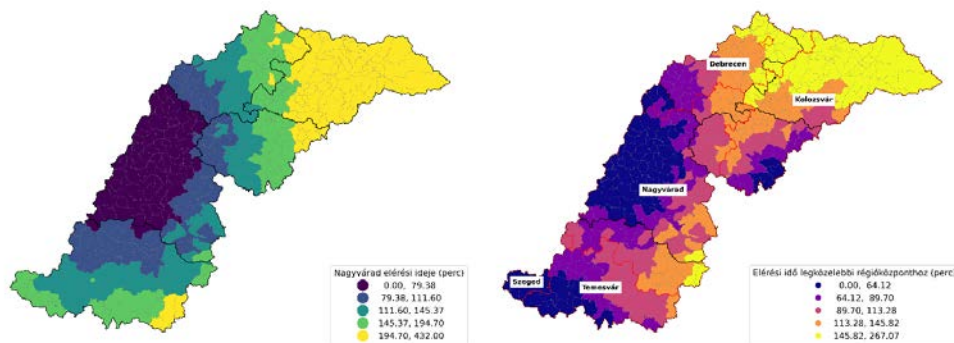 Nagyvárad elérési ideje (perc)
0.00, 79.38
79.38, 111.60
111.60, 145.37
145.37, 194.70
194.70, 432.00
Debrecen
Kolozsvár
Nagyvárad
Szeged
Temesvár
Elérési idő legközelebbi régióközponthoz (perc)
0.00, 64.12
64.12, 89.70
89.70, 113.28
113.28, 145.82
145.82, 267.07